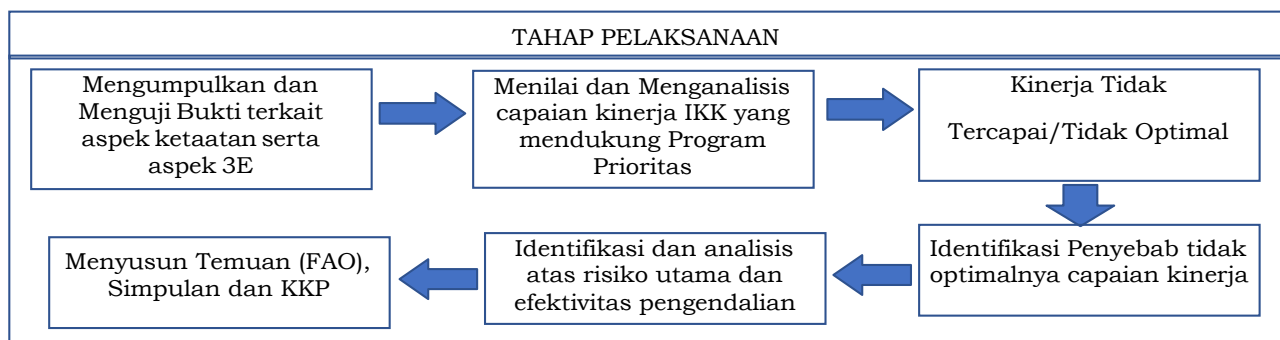 TAHAP PELAKSANAAN
Mengumpulkan dan
Menguji Bukti terkait
aspek ketaatan serta
aspek 3E
Menilai dan Menganalisis
capaian kinerja IKK yang
mendukung Program
Prioritas
Kinerja Tidak
Tercapai/Tidak Optimal
Identifikasi Penyebab tidak
optimalnya capaian kinerja
Identifikasi dan analisis
atas risiko utama dan
efektivitas pengendalian
Menyusun Temuan (FAO),
Simpulan dan KKP